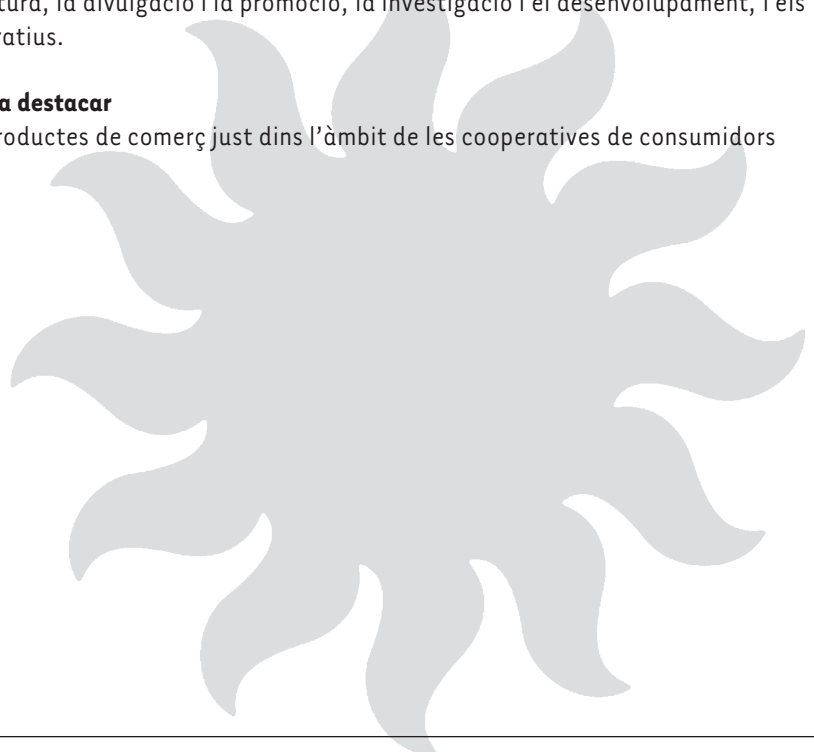 tura, la divulgació i la promoció, la investigació i el desenvolupament, i els
ratius.
a destacar
roductes de comerç just dins l’àmbit de les cooperatives de consumidors